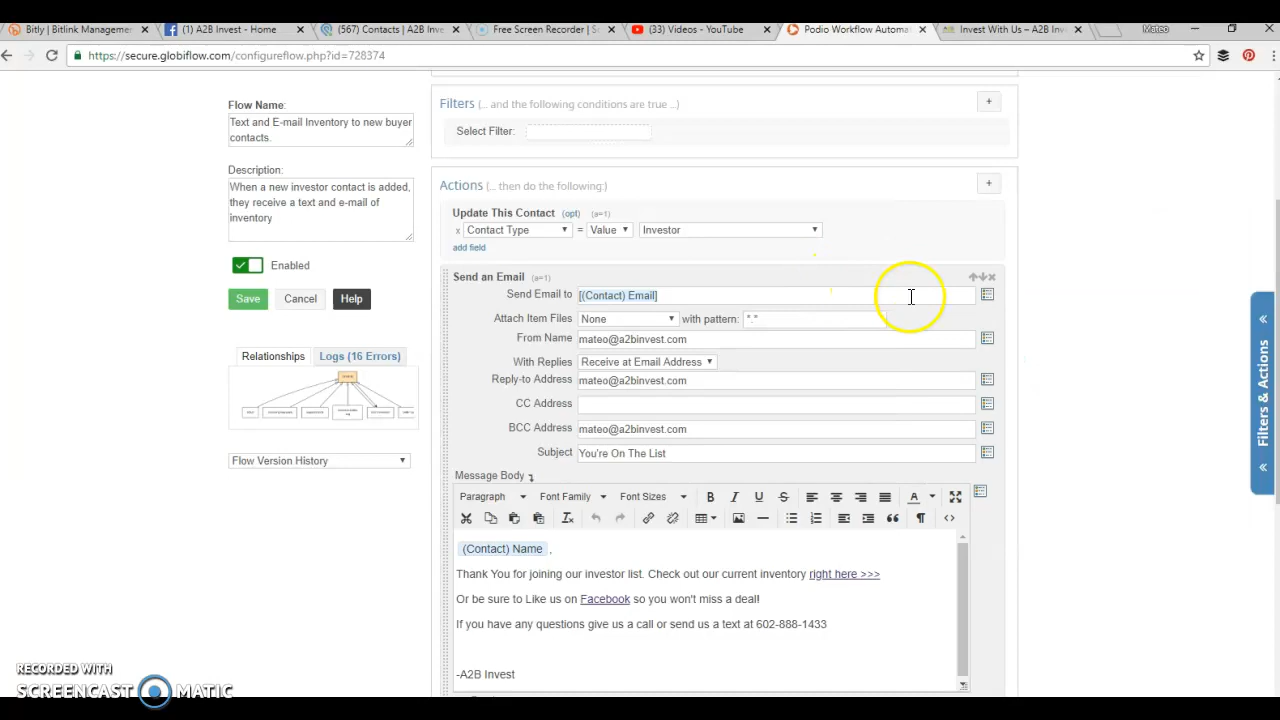 Bitly | Bitlink Managemen
(1) A2B Invest - Home
(567) Contacts | A2B Inve
Free Screen Recorder | Sc
(33) Videos - YouTube
Podio Workflow Automat
Invest With Us – A2B Inv
Mateo
https://secure.globiflow.com/configureflow.php?id=728374
Flow Name:
Text and E-mail Inventory to new buyer
contacts.
Description:
When a new investor contact is added,
they receive a text and e-mail of
inventory
Enabled
Save Cancel Help
Relationships Logs (16 Errors)
Flow Version History
Filters (... and the following conditions are true ...)
+
Select Filter:
Actions (... then do the following:)
+
Update This Contact (opt) (a=1)
x Contact Type = Value Investor
add field
Send an Email (a=1)
Send Email to [(Contact) Email]
Attach Item Files None with pattern: *.*
From Name mateo@a2binvest.com
With Replies Receive at Email Address
Reply-to Address mateo@a2binvest.com
CC Address
BCC Address mateo@a2binvest.com
Subject You're On The List
Message Body
Paragraph Font Family Font Sizes
(Contact) Name ,
Thank You for joining our investor list. Check out our current inventory right here >>>
Or be sure to Like us on Facebook so you won't miss a deal!
If you have any questions give us a call or send us a text at 602-888-1433
-A2B Invest
Filters & Actions
RECORDED WITH
SCREENCAST MATIC